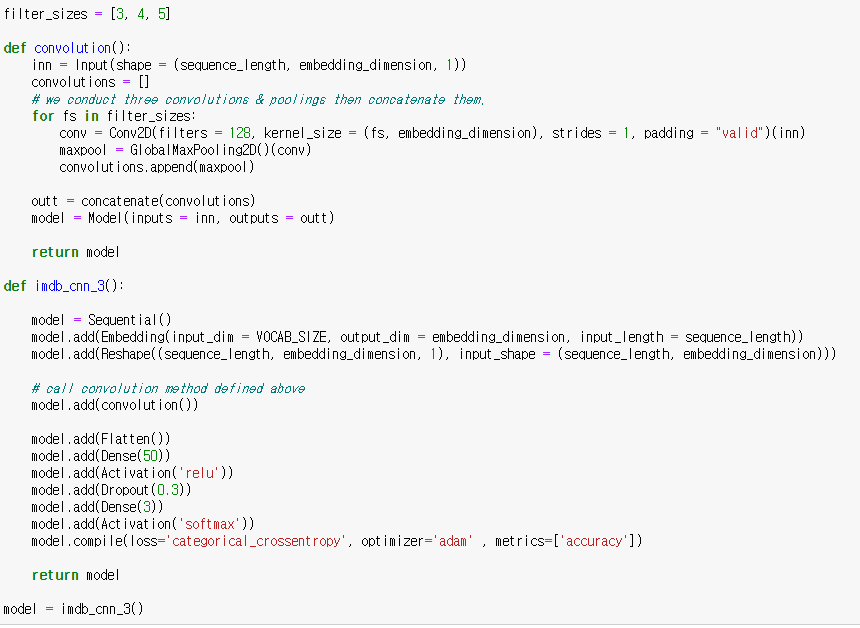 filter_sizes = [3, 4, 5]
def convolution():
inn = Input(shape = (sequence_length, embedding_dimension, 1))
convolutions = []
# we conduct three convolutions & poolings then concatenate them.
for fs in filter_sizes:
conv = Conv2D(filters = 128, kernel_size = (fs, embedding_dimension), strides = 1, padding = "valid")(inn)
maxpool = GlobalMaxPooling2D()(conv)
convolutions.append(maxpool)
outt = concatenate(convolutions)
model = Model(inputs = inn, outputs = outt)
return model
def imdb_cnn_3():
model = Sequential()
model.add(Embedding(input_dim = VOCAB_SIZE, output_dim = embedding_dimension, input_length = sequence_length))
model.add(Reshape((sequence_length, embedding_dimension, 1), input_shape = (sequence_length, embedding_dimension)))
# call convolution method defined above
model.add(convolution())
model.add(Flatten())
model.add(Dense(50))
model.add(Activation('relu'))
model.add(Dropout(0.3))
model.add(Dense(3))
model.add(Activation('softmax'))
model.compile(loss='categorical_crossentropy', optimizer='adam' , metrics=['accuracy'])
return model
model = imdb_cnn_3()